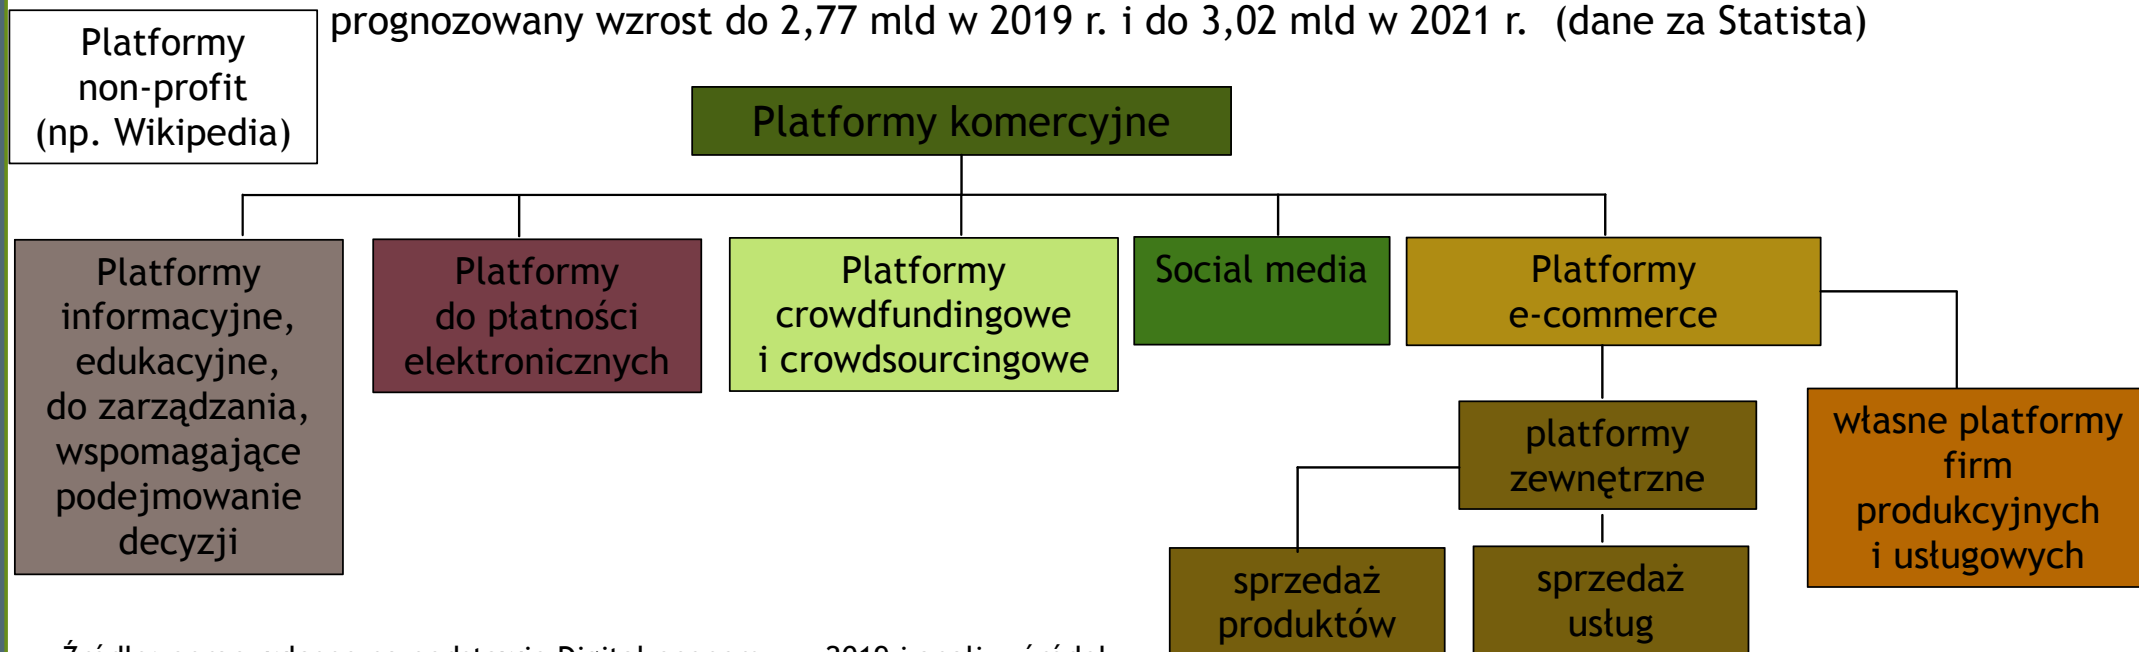 prognozowany wzrost do 2,77 mld w 2019 r. i do 3,02 mld w 2021 r. (dane za Statista)
Platformy
non-profit
(np. Wikipedia)
Platformy komercyjne
Platformy
informacyjne,
edukacyjne,
do zarządzania,
wspomagające
podejmowanie
decyzji
Platformy
do płatności
elektronicznych
Platformy
crowdfundingowe
i crowdsourcingowe
Social media
Platformy
e-commerce
platformy
zewnętrzne
własne platformy
firm
produkcyjnych
i usługowych
sprzedaż
produktów
sprzedaż
usług